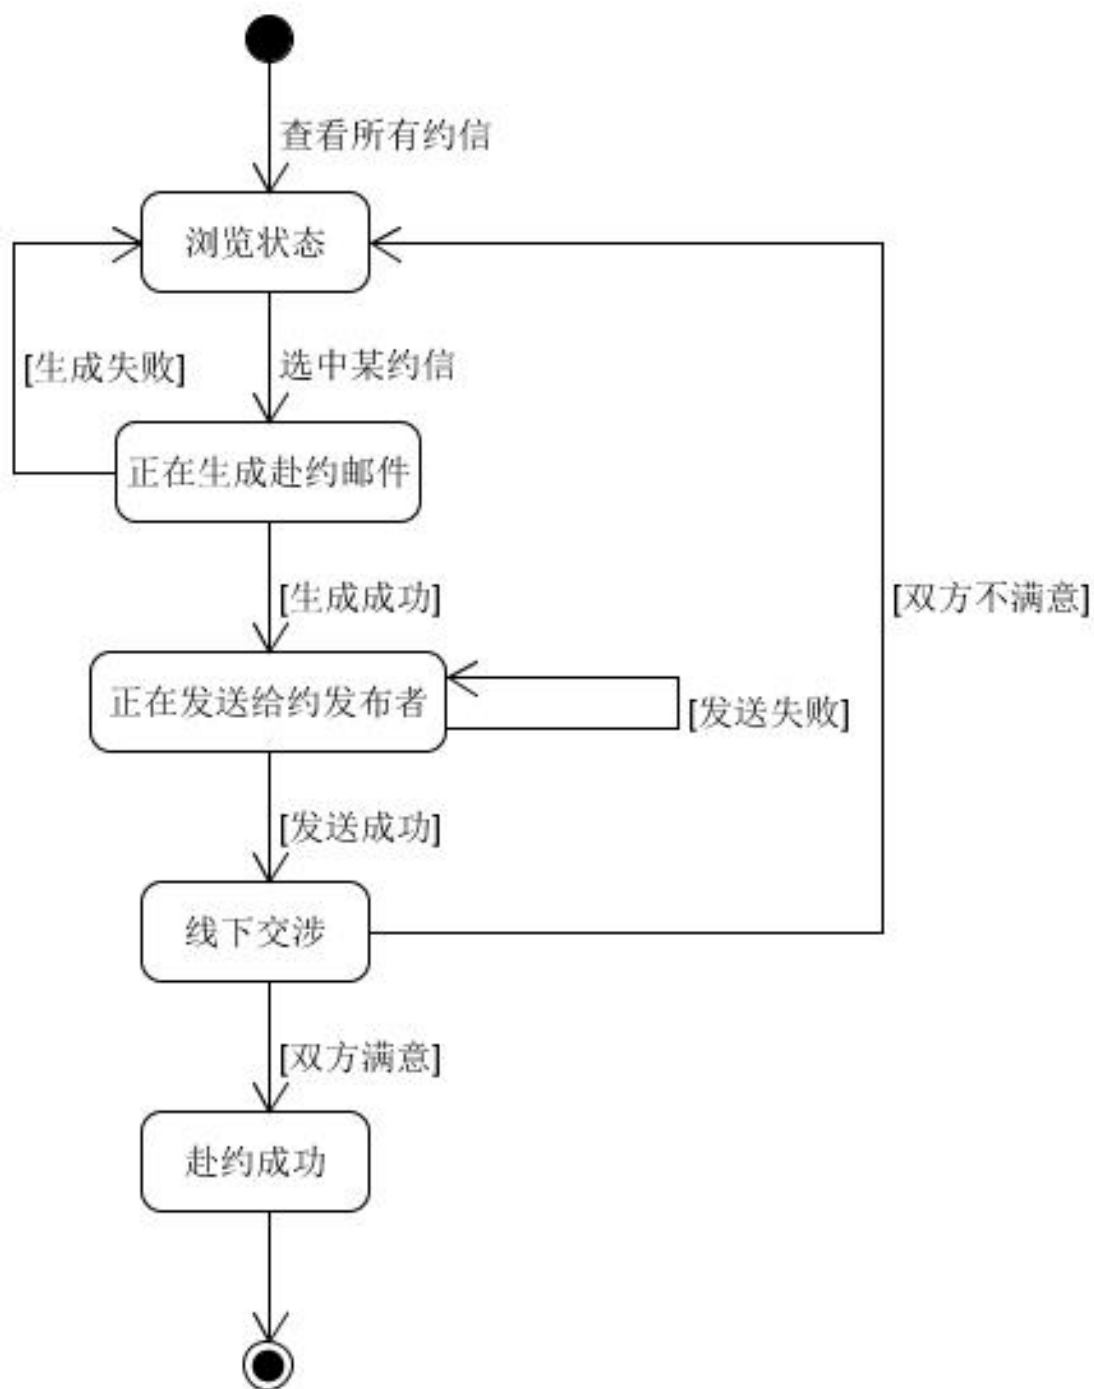 查看所有约信
浏览状态
[生成失败]
选中某约信
正在生成赴约邮件
[生成成功]
[双方不满意]
正在发送给约发布者
[发送失败]
[发送成功]
线下交涉
[双方满意]
赴约成功